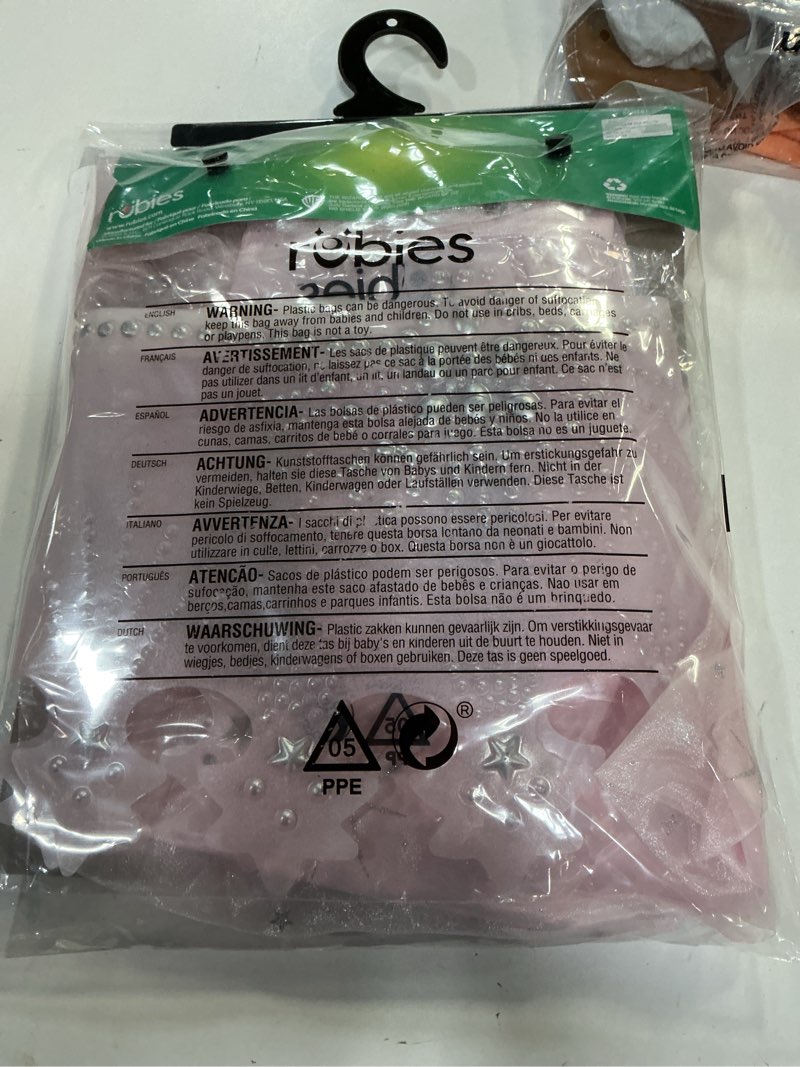 rubies
www.rubies.com
THE WIZARD
rubies
ENGLISH
WARNING- Plastic bags can be dangerous. To avoid danger of suffocation
keep this bag away from babies and children. Do not use in cribs, beds, carriages
or playpens. This bag is not a toy.
FRANÇAIS
AVERTISSEMENT- Les sacs de plastique peuvent être dangereux. Pour éviter le
danger de suffocation, ne laissez pas ce sac à la portée des bébés ni des enfants. Ne
pas utiliser dans un lit d'enfant, un lit, un landau ou un parc pour enfant. Ce sac n'est
pas un jouet.
ESPAÑOL
ADVERTENCIA- Las bolsas de plástico pueden ser peligrosas. Para evitar el
riesgo de asfixia, mantenga esta bolsa alejada de bebés y niños. No la utilice en
cunas, camas, carritos de bebé o corrales para juego. Esta bolsa no es un juguete.
DEUTSCH
ACHTUNG- Kunststofftaschen können gefährlich sein. Um erstickungsgefahr zu
vermeiden, halten sie diese Tasche von Babys und Kindern fern. Nicht in der
Kinderwiege, Betten, Kinderwagen oder Laufställen verwenden. Diese Tasche ist
kein Spielzeug.
ITALIANO
AVVERTENZA- I sacchi di plastica possono essere pericolosi. Per evitare
pericolo di soffocamento, tenere questa borsa lontano da neonati e bambini. Non
utilizzare in culle, lettini, carrozze o box. Questa borsa non è un giocattolo.
PORTUGUÊS
ATENCÃO- Sacos de plástico podem ser perigosos. Para evitar o perigo de
sufocação, mantenha este saco afastado de bebês e crianças. Nao usar em
berços,camas,carrinhos e parques infantis. Esta bolsa não é um brinquedo.
DUTCH
WAARSCHUWING- Plastic zakken kunnen gevaarlijk zijn. Om verstikkingsgevaar
te voorkomen, dient deze tas bij baby's en kinderen uit de buurt te houden. Niet in
wiegjes, bedjes, kinderwagens of boxen gebruiken. Deze tas is geen speelgoed.
05
®
PPE